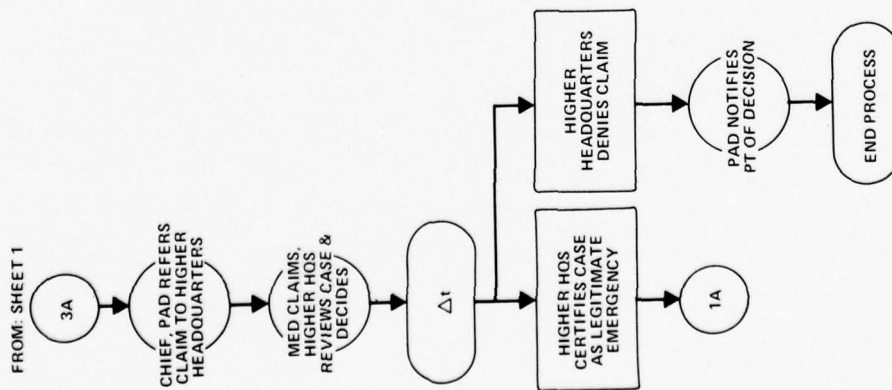 FROM: SHEET 1
3A
CHIEF, PAD REFERS
CLAIM TO HIGHER
HEADQUARTERS
MED CLAIMS,
HIGHER HQS
REVIEWS CASE &
DECIDES
Δt
HIGHER HQS
CERTIFIES CASE
AS LEGITIMATE
EMERGENCY
1A
HIGHER
HEADQUARTERS
DENIES CLAIM
PAD NOTIFIES
PT OF DECISION
END PROCESS